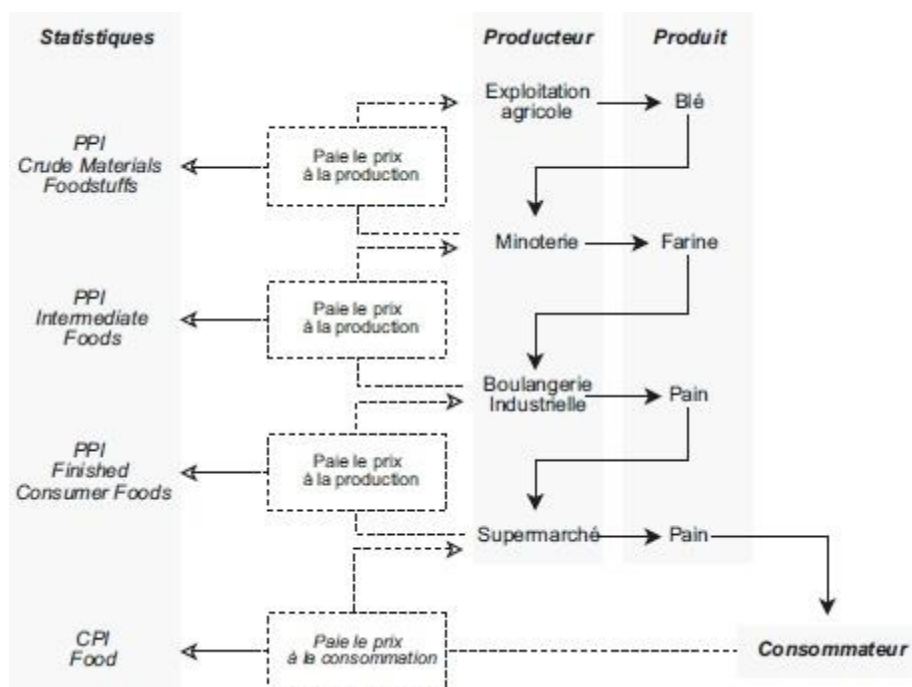 Statistiques
Producteur
Produit
Exploitation
agricole
Blé
PPI
Crude Materials
Foodstuffs
Paie le prix
à la production
Minoterie
Farine
PPI
Intermediate
Foods
Paie le prix
à la production
Boulangerie
Industrielle
Pain
PPI
Finished
Consumer Foods
Paie le prix
à la production
Supermarché
Pain
CPI
Food
Paie le prix
à la consommation
Consommateur